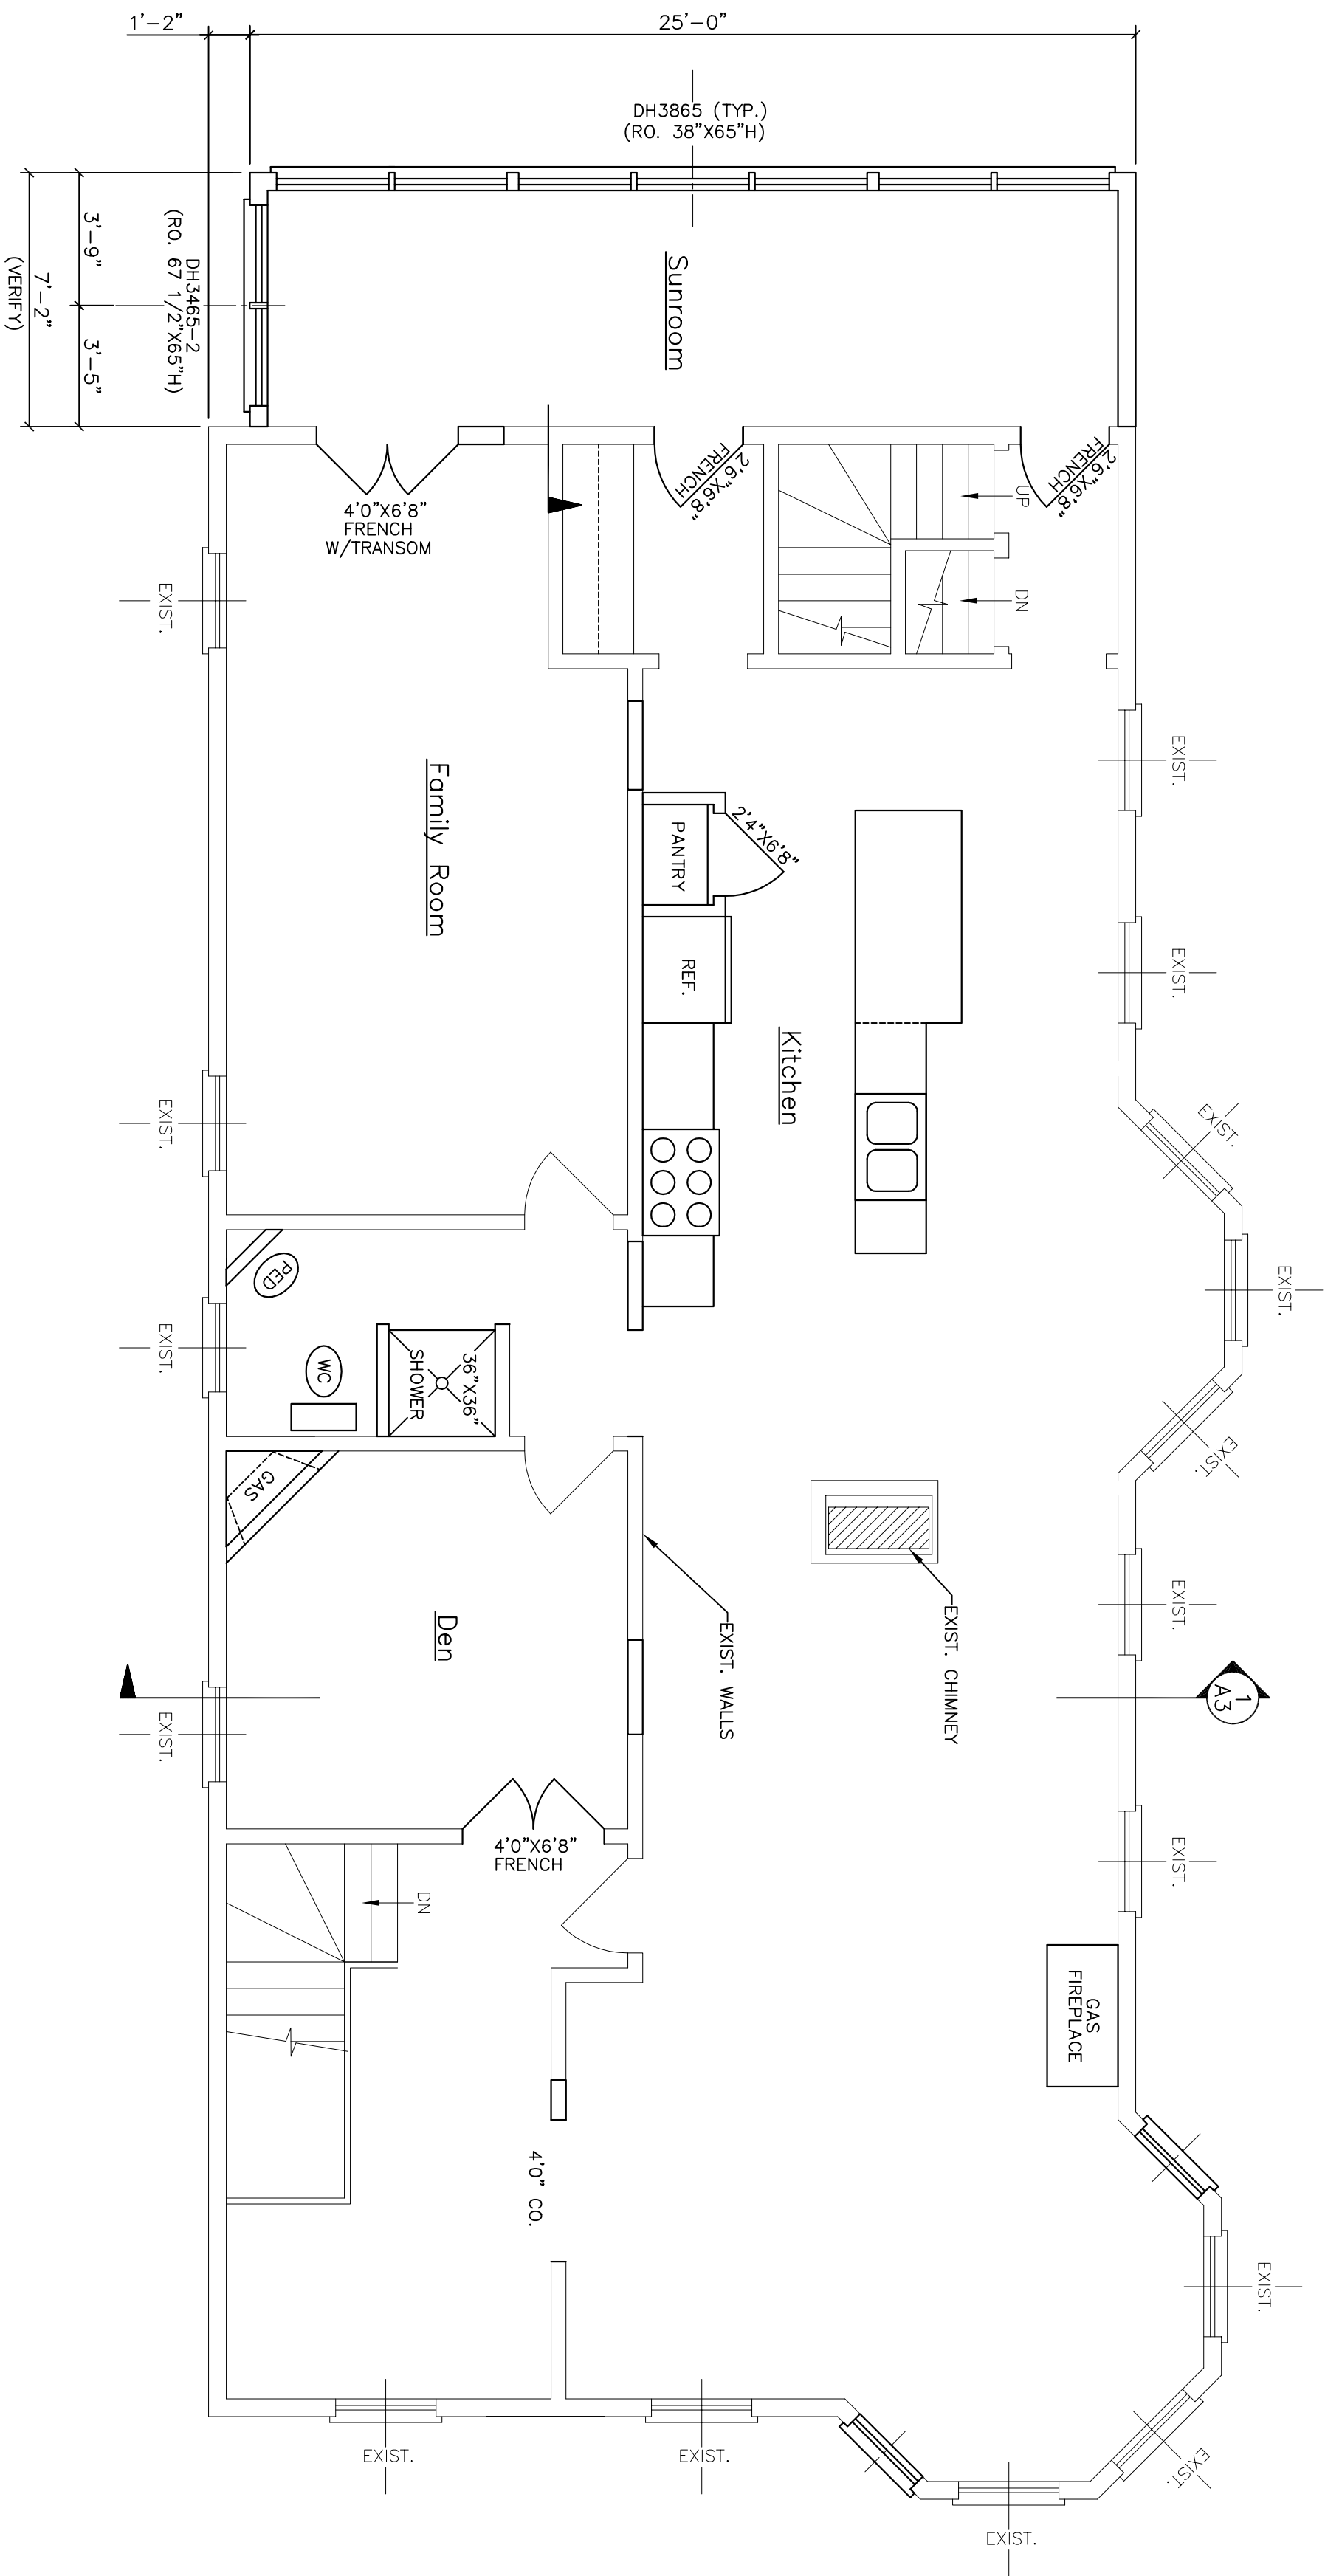 1'-2"
25'-0"
DH3865 (TYP.)
(RO. 38"X65"H)
3'-9"
3'-5"
7'-2"
(VERIFY)
DH3465-2
(RO. 67 1/2"X65"H)
Sunroom
4'0"X6'8"
FRENCH
W/TRANSOM
2'6"X6'8"
FRENCH
2'6"X6'8"
FRENCH
UP
DN
EXIST.
EXIST.
EXIST.
Family Room
PANTRY
2'4"X6'8"
REF.
Kitchen
EXIST.
EXIST.
EXIST.
EXIST.
PED
WC
36"X36"
SHOWER
EXIST.
GAS
Den
EXIST. WALLS
EXIST. CHIMNEY
EXIST.
1
A3
EXIST.
EXIST.
4'0"X6'8"
FRENCH
DN
GAS
FIREPLACE
4'0" CO.
EXIST.
EXIST.
EXIST.
EXIST.
EXIST.